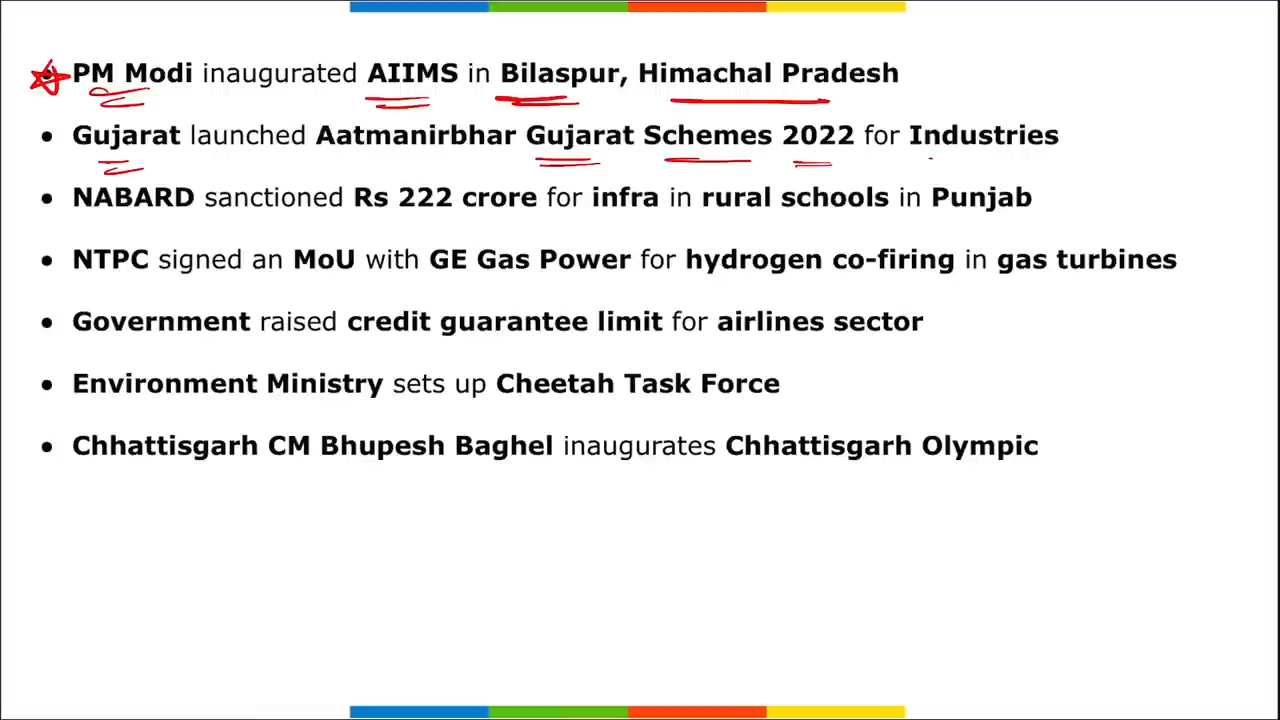 • PM Modi inaugurated AIIMS in Bilaspur, Himachal Pradesh
• Gujarat launched Aatmanirbhar Gujarat Schemes 2022 for Industries
• NABARD sanctioned Rs 222 crore for infra in rural schools in Punjab
• NTPC signed an MoU with GE Gas Power for hydrogen co-firing in gas turbines
• Government raised credit guarantee limit for airlines sector
• Environment Ministry sets up Cheetah Task Force
• Chhattisgarh CM Bhupesh Baghel inaugurates Chhattisgarh Olympic